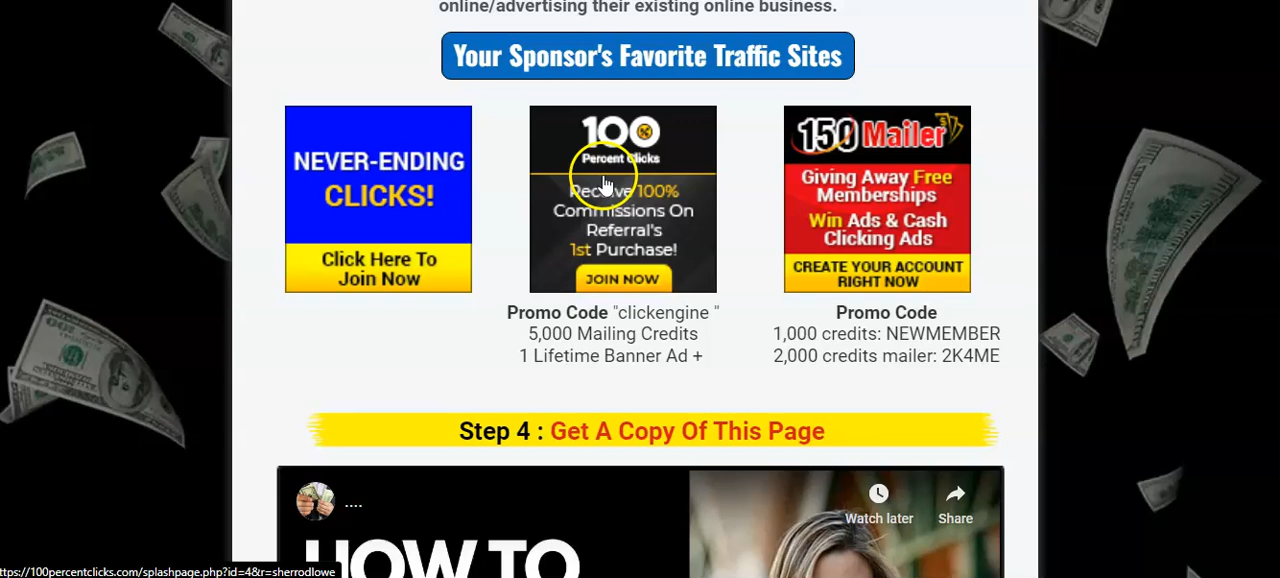 online/advertising their existing online business.
Your Sponsor's Favorite Traffic Sites
NEVER-ENDING
CLICKS!
Click Here To
Join Now
100
Percent Clicks
Receive 100%
Commissions On
Referral's
1st Purchase!
JOIN NOW
150 Mailer
Giving Away Free
Memberships
Win Ads & Cash
Clicking Ads
CREATE YOUR ACCOUNT
RIGHT NOW
Promo Code "clickengine "
5,000 Mailing Credits
1 Lifetime Banner Ad +
Promo Code
1,000 credits: NEWMEMBER
2,000 credits mailer: 2K4ME
Step 4 : Get A Copy Of This Page
....
Watch later
Share
HOW TO
ttps://100percentclicks.com/splashpage.php?id=4&r=sherrodlowe